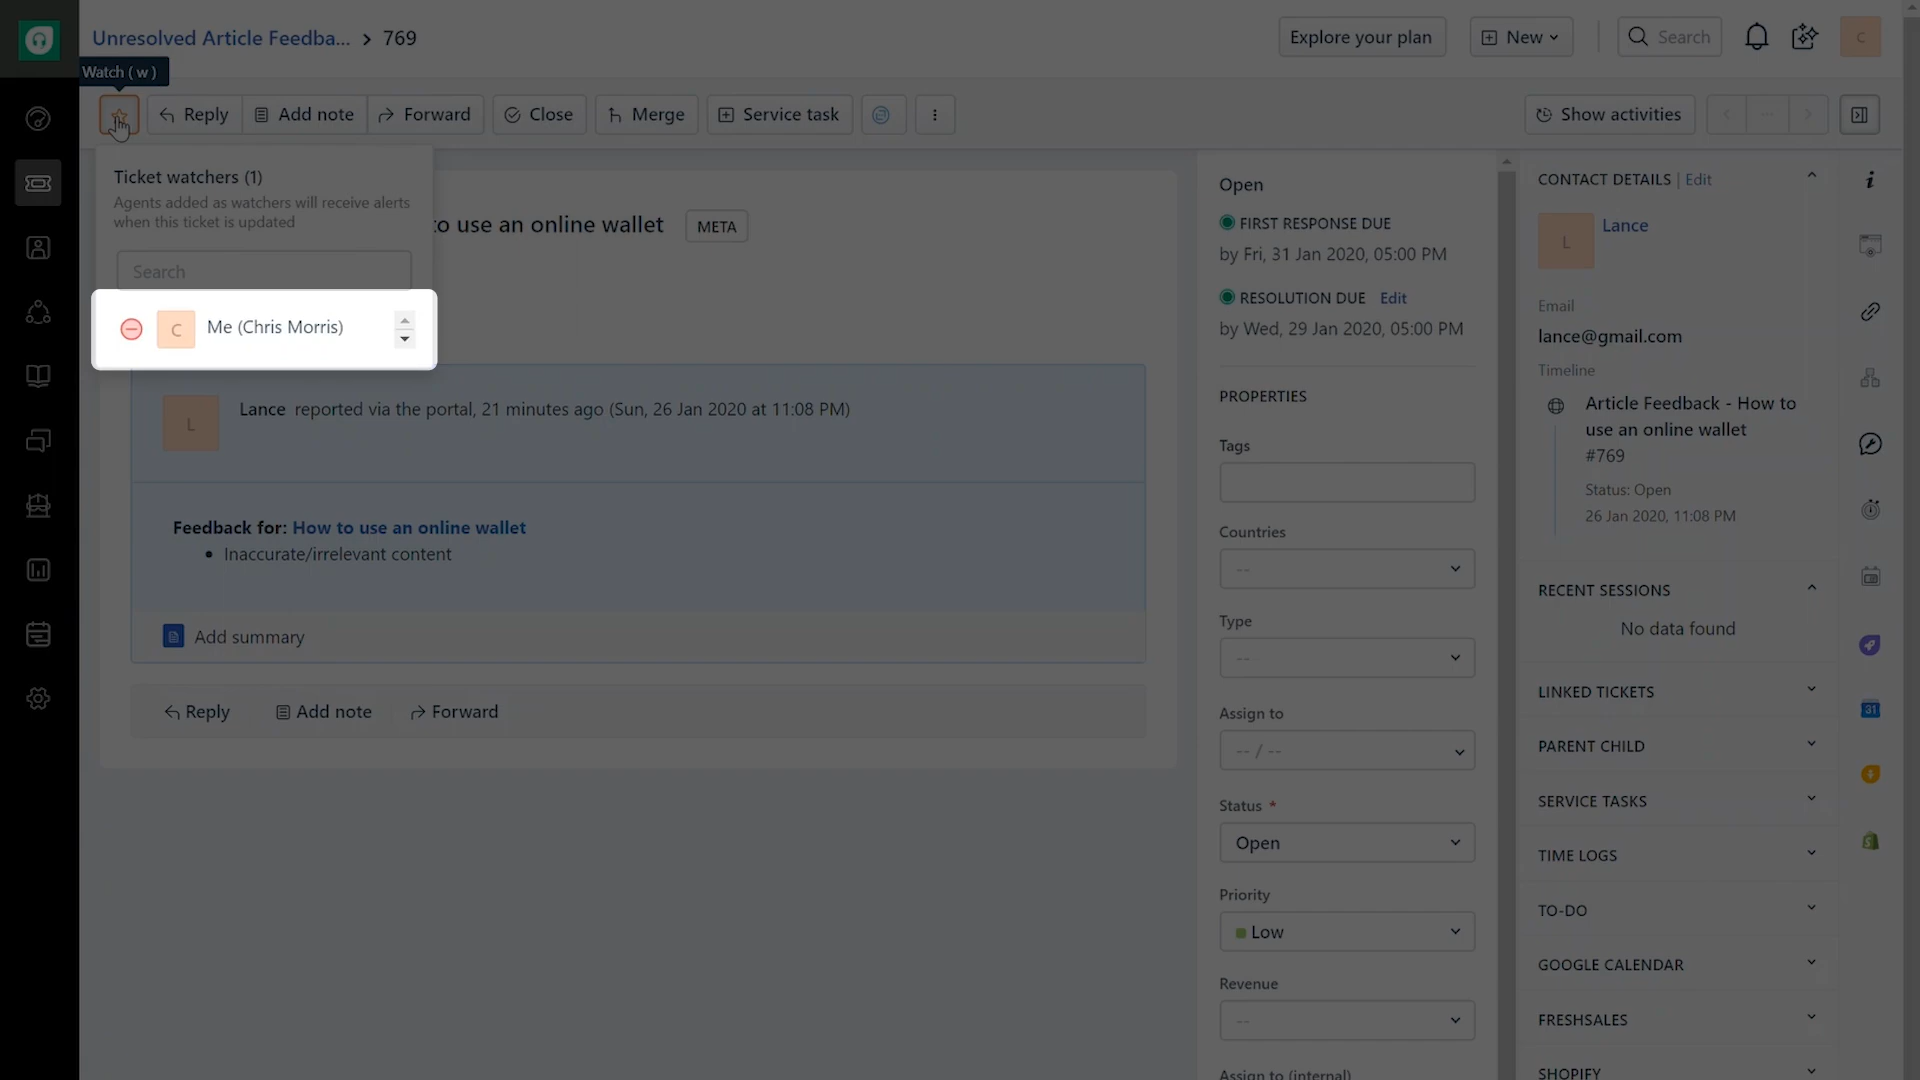 Unresolved Article Feedba... > 769
Explore your plan
New
Search
C
Watch ( w )
Reply
Add note
Forward
Close
Merge
Service task
Show activities
Ticket watchers (1)
Agents added as watchers will receive alerts
when this ticket is updated
Search
C Me (Chris Morris)
to use an online wallet META
L
Lance reported via the portal, 21 minutes ago (Sun, 26 Jan 2020 at 11:08 PM)
Feedback for: How to use an online wallet
• Inaccurate/irrelevant content
Add summary
Reply
Add note
Forward
Open
FIRST RESPONSE DUE
by Fri, 31 Jan 2020, 05:00 PM
RESOLUTION DUE Edit
by Wed, 29 Jan 2020, 05:00 PM
PROPERTIES
Tags
Countries
--
Type
--
Assign to
-- / --
Status *
Open
Priority
Low
Revenue
--
Assign to (internal)
CONTACT DETAILS | Edit
L
Lance
Email
lance@gmail.com
Timeline
Article Feedback - How to
use an online wallet
#769
Status: Open
26 Jan 2020, 11:08 PM
RECENT SESSIONS
No data found
LINKED TICKETS
PARENT CHILD
SERVICE TASKS
TIME LOGS
TO-DO
GOOGLE CALENDAR
FRESHSALES
SHOPIFY
31